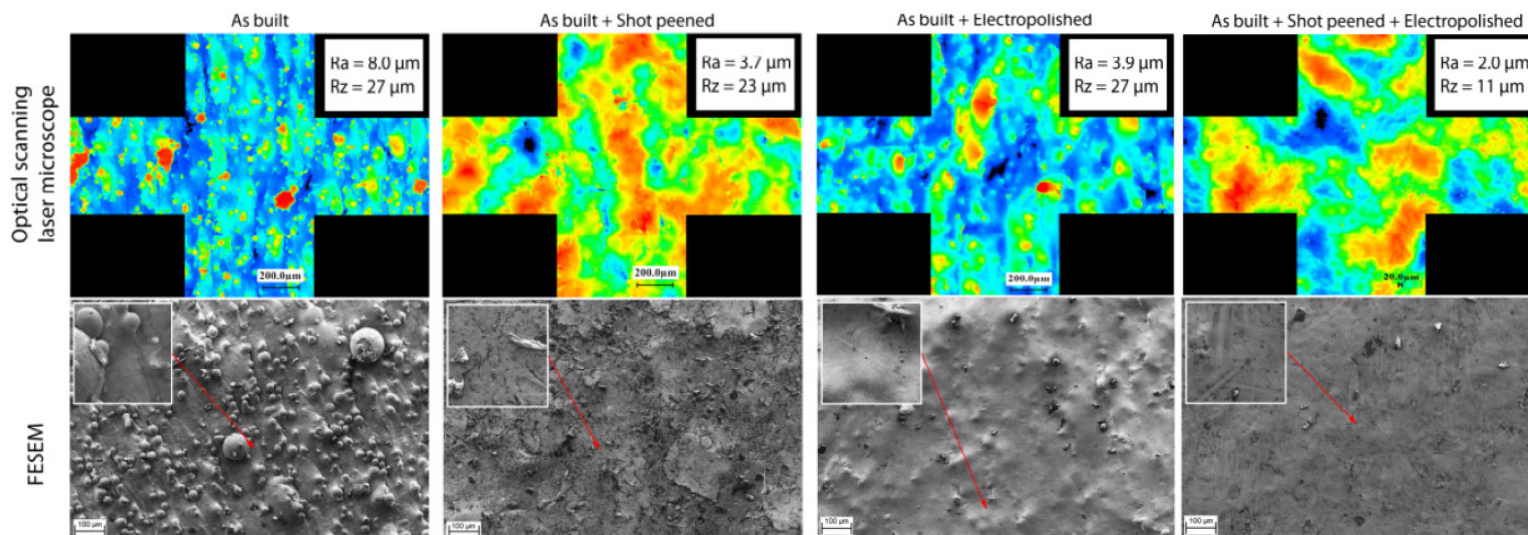 As built
As built + Shot peened
As built + Electropolished
As built + Shot peened + Electropolished
Optical scanning
laser microscope
Ra = 8.0 µm
Rz = 27 µm
Ra = 3.7 µm
Rz = 23 µm
Ra = 3.9 µm
Rz = 27 µm
Ra = 2.0 µm
Rz = 11 µm
200.0µm
200.0µm
200.0µm
20.0µm
FESEM
100 µm
100 µm
100 µm
100 µm